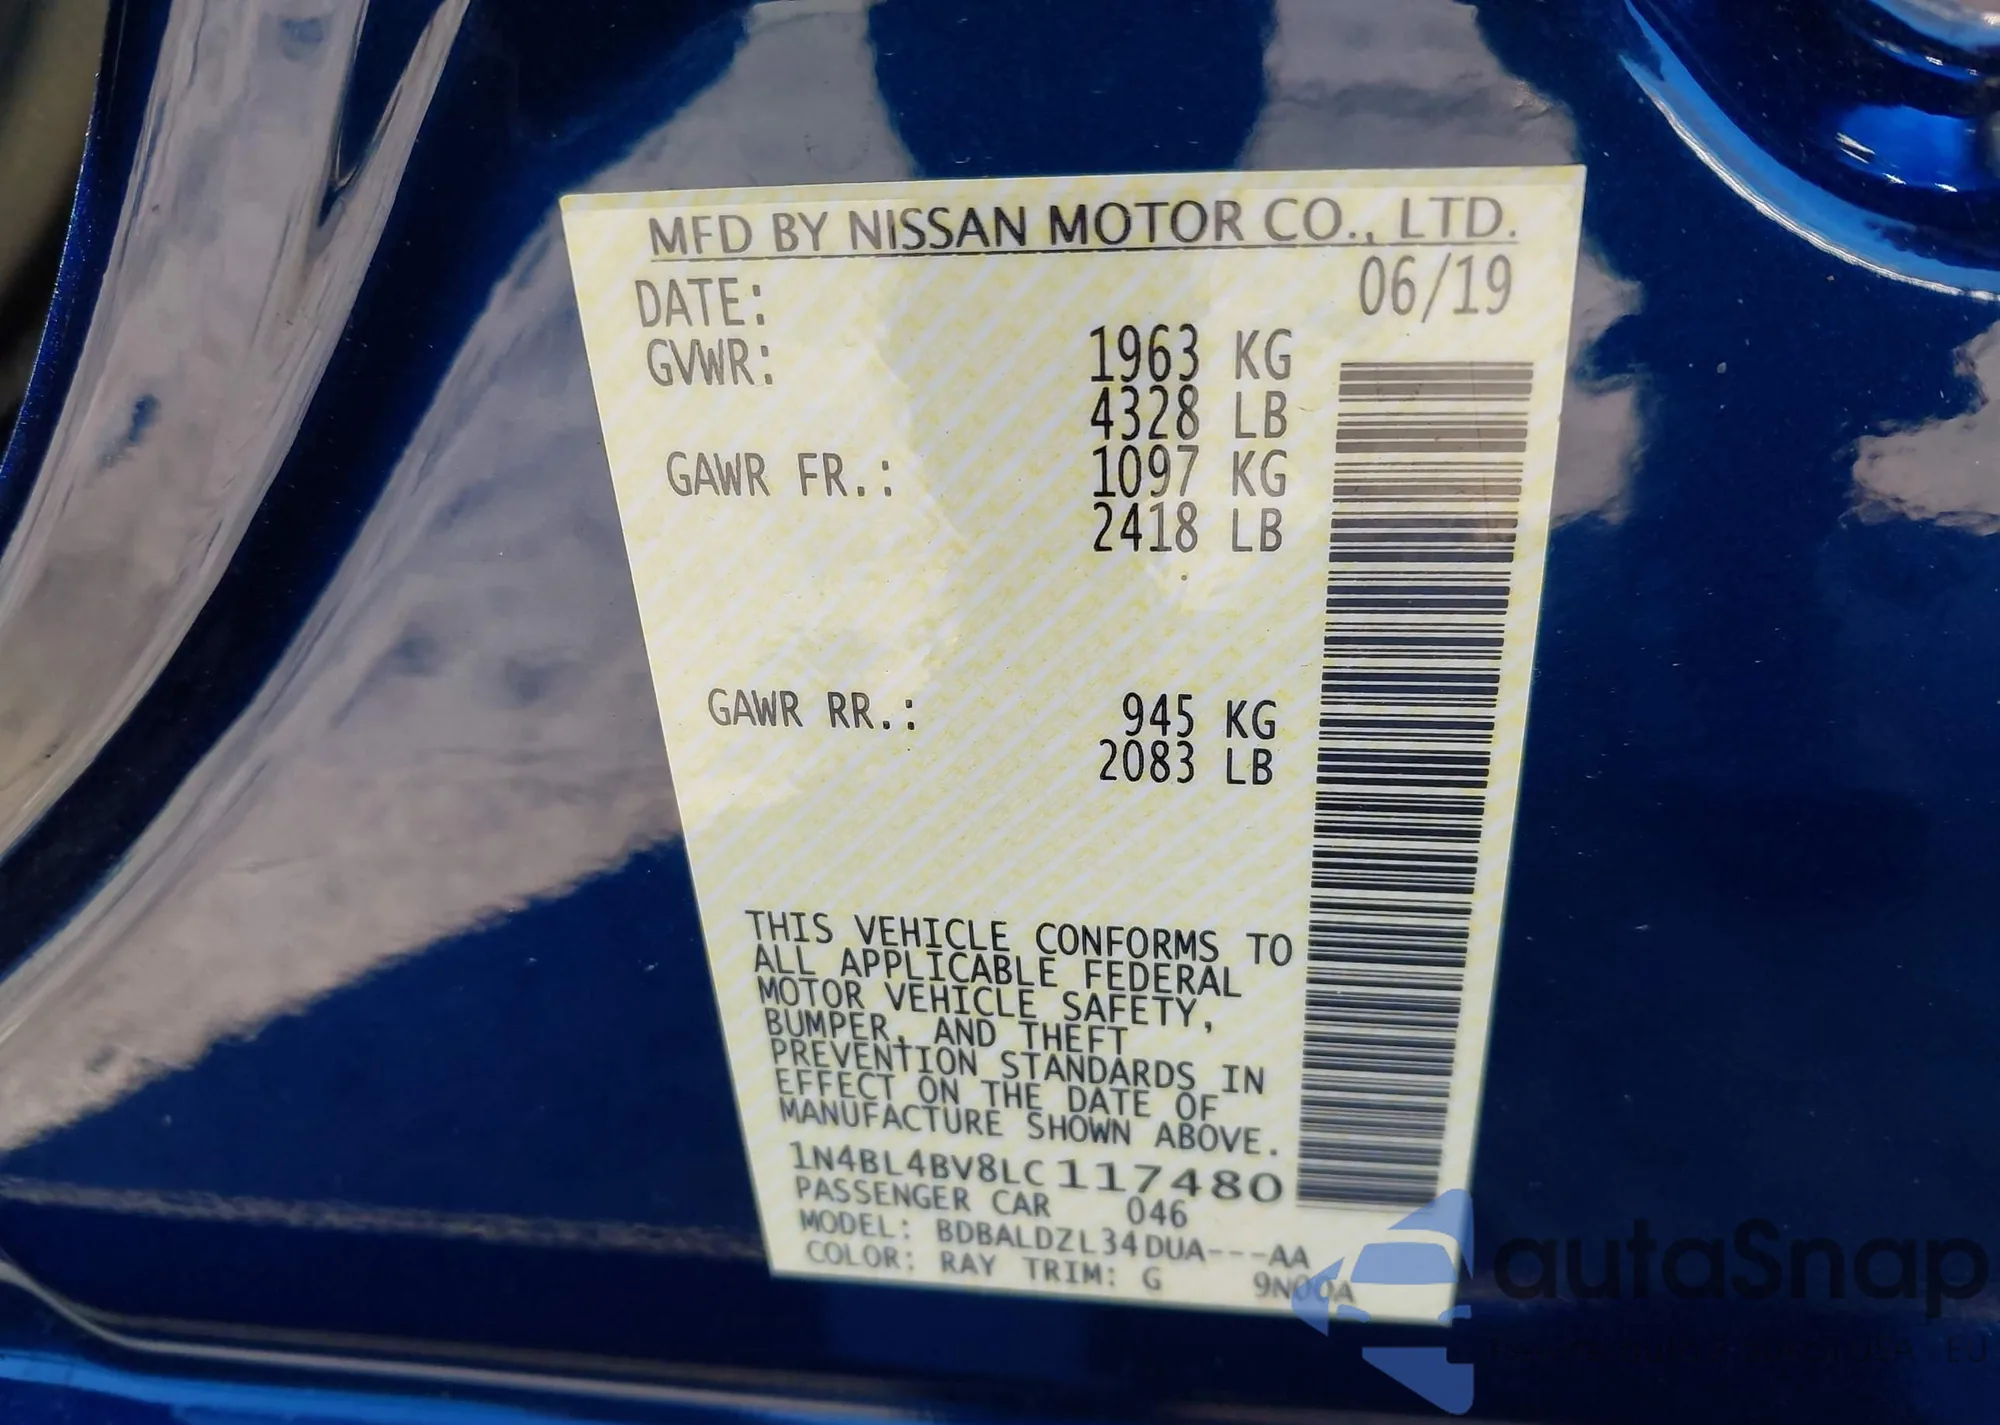 MFD BY NISSAN MOTOR CO., LTD.
DATE: 06/19
GVWR: 1963 KG
4328 LB
GAWR FR.: 1097 KG
2418 LB
GAWR RR.: 945 KG
2083 LB
THIS VEHICLE CONFORMS TO
ALL APPLICABLE FEDERAL
MOTOR VEHICLE SAFETY,
BUMPER, AND THEFT
PREVENTION STANDARDS IN
EFFECT ON THE DATE OF
MANUFACTURE SHOWN ABOVE.
1N4BL4BV8LC117480
PASSENGER CAR 046
MODEL: BDBALDZL34DUA---AA
COLOR: RAY TRIM: G 9N00A
autaSnap